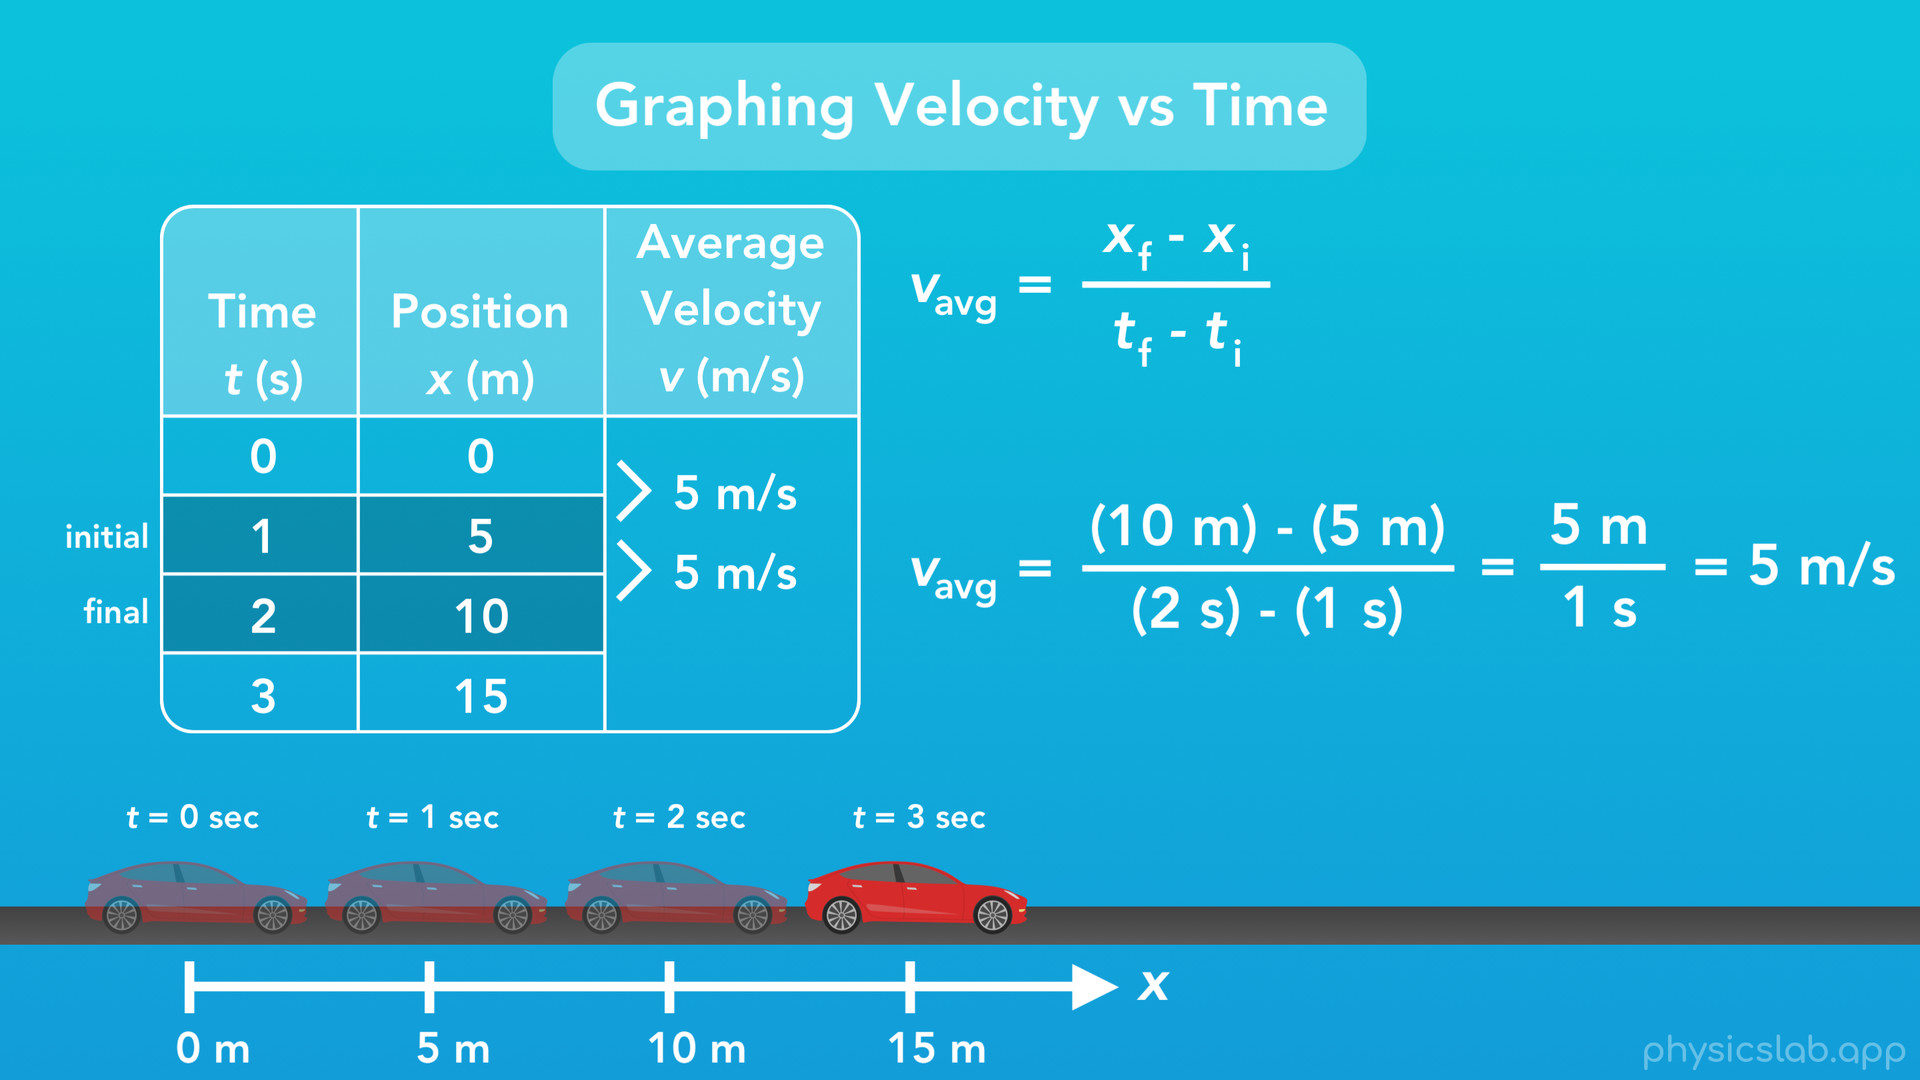 Graphing Velocity vs Time
Time
t (s)
Position
x (m)
Average
Velocity
v (m/s)
0
0
initial
1
5
final
2
10
3
15
> 5 m/s
> 5 m/s
v_avg = (x_f - x_i) / (t_f - t_i)
v_avg = ((10 m) - (5 m)) / ((2 s) - (1 s)) = 5 m / 1 s = 5 m/s
t = 0 sec
t = 1 sec
t = 2 sec
t = 3 sec
x
0 m
5 m
10 m
15 m
physicslab.app